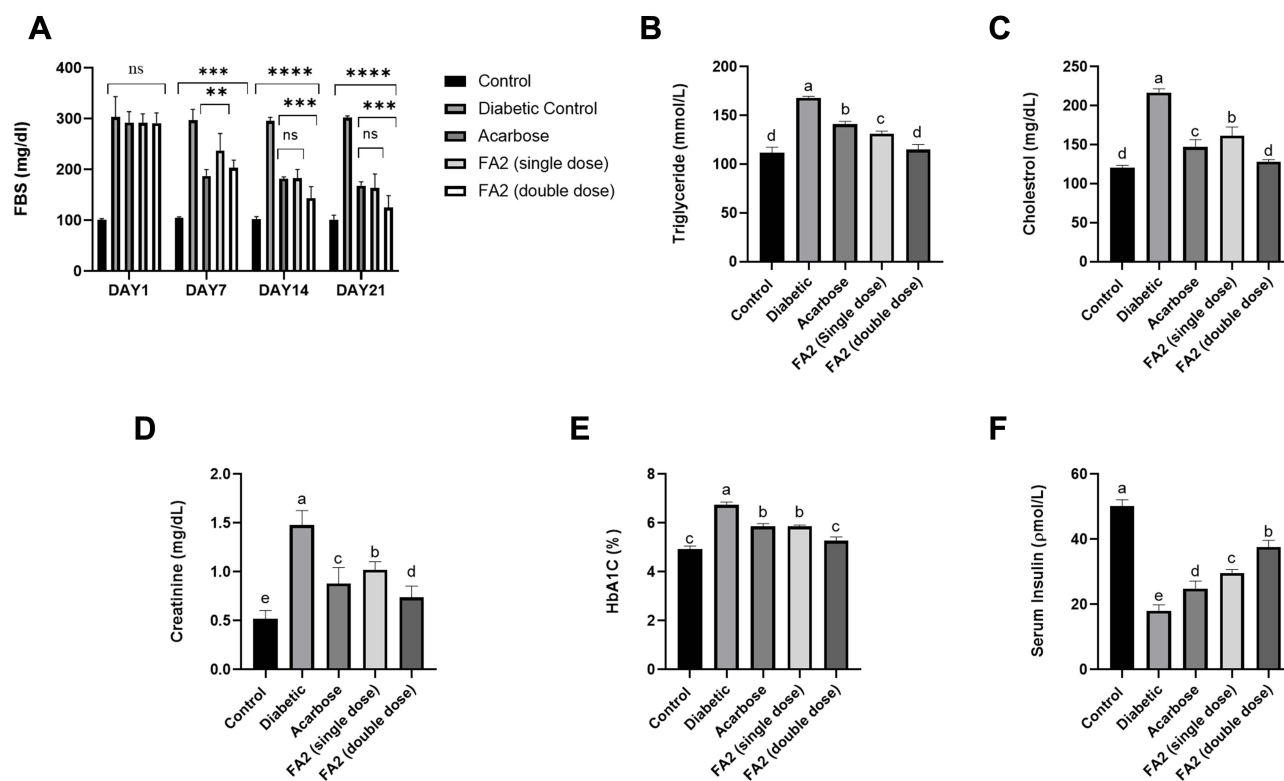 A
FBS (mg/dl)
400
300
200
100
0
ns
***
**
****
***
ns
****
***
ns
DAY1
DAY7
DAY14
DAY21
Control
Diabetic Control
Acarbose
FA2 (single dose)
FA2 (double dose)
B
Triglyceride (mmol/L)
200
150
100
50
0
d
a
b
c
d
Control
Diabetic
Acarbose
FA2 (Single dose)
FA2 (double dose)
C
Cholestrol (mg/dL)
250
200
150
100
50
0
d
a
c
b
d
Control
Diabetic
Acarbose
FA2 (single dose)
FA2 (double dose)
D
Creatinine (mg/dL)
2.0
1.5
1.0
0.5
0.0
e
a
c
b
d
Control
Diabetic
Acarbose
FA2 (single dose)
FA2 (double dose)
E
HbA1C (%)
8
6
4
2
0
c
a
b
b
c
Control
Diabetic
Acarbose
FA2 (single dose)
FA2 (double dose)
F
Serum Insulin (ρmol/L)
60
40
20
0
a
e
d
c
b
Control
Diabetic
Acarbose
FA2 (single dose)
FA2 (double dose)